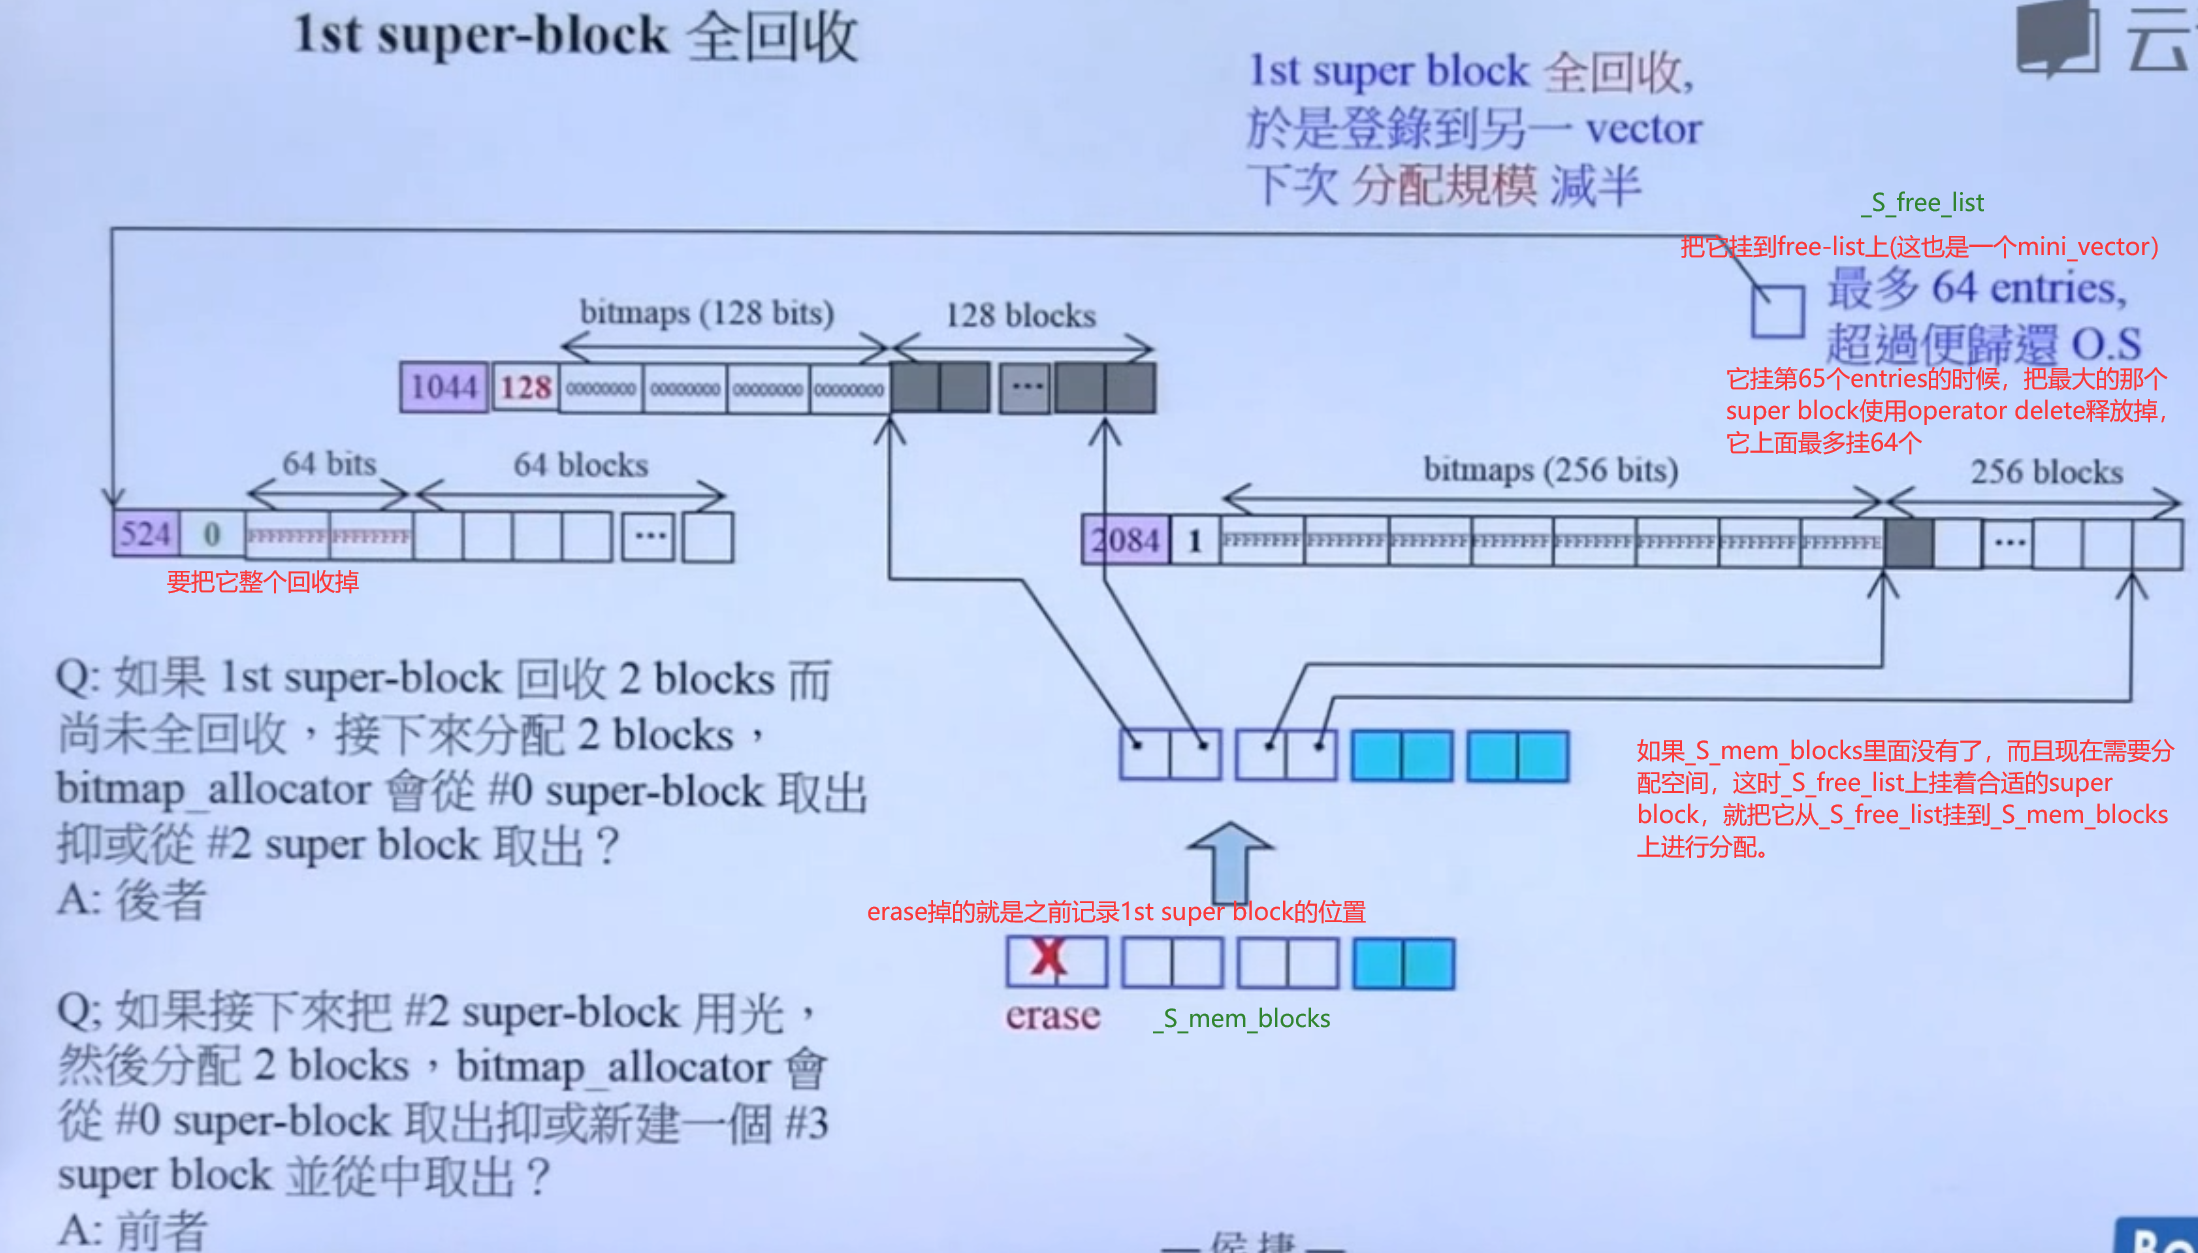 1st super-block 全回收
云
1st super block 全回收,
於是登錄到另一 vector
下次 分配規模 減半
_S_free_list
把它挂到free-list上(这也是一个mini_vector)
最多 64 entries,
超過便歸還 O.S
它挂第65个entries的时候，把最大的那个
super block使用operator delete释放掉，
它上面最多挂64个
bitmaps (128 bits)
128 blocks
1044 128 00000000 00000000 00000000 00000000 ...
64 bits
64 blocks
bitmaps (256 bits)
256 blocks
524 0 FFFFFFFF FFFFFFFF ...
2084 1 FFFFFFFF FFFFFFFF FFFFFFFF FFFFFFFF FFFFFFFF FFFFFFFF FFFFFFFF FFFFFFFE ...
要把它整个回收掉
Q: 如果 1st super-block 回收 2 blocks 而
尚未全回收，接下來分配 2 blocks，
bitmap_allocator 會從 #0 super-block 取出
抑或從 #2 super block 取出？
A: 後者
如果_S_mem_blocks里面没有了，而且现在需要分
配空间，这时_S_free_list上挂着合适的super
block，就把它从_S_free_list挂到_S_mem_blocks
上进行分配。
erase掉的就是之前记录1st super block的位置
X
erase
_S_mem_blocks
Q; 如果接下來把 #2 super-block 用光，
然後分配 2 blocks，bitmap_allocator 會
從 #0 super-block 取出抑或新建一個 #3
super block 並從中取出？
A: 前者
— 侯捷 —
Bo